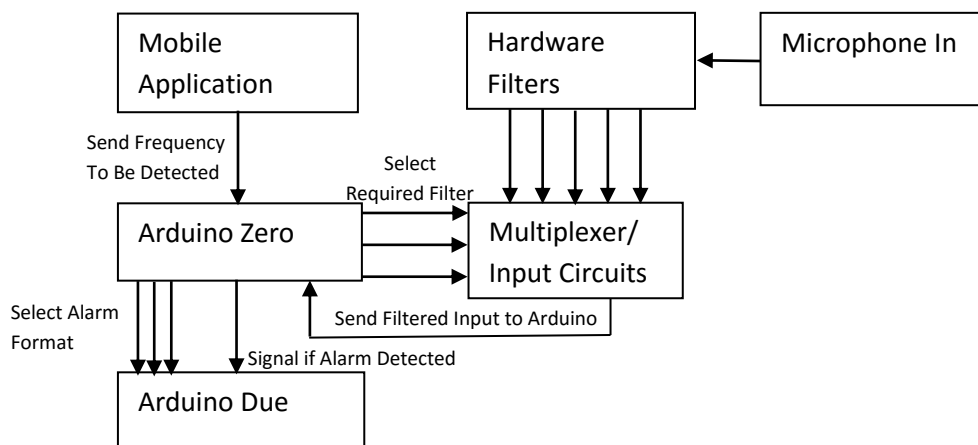 Mobile
Application
Hardware
Filters
Microphone In
Send Frequency
To Be Detected
Select
Required Filter
Arduino Zero
Multiplexer/
Input Circuits
Send Filtered Input to Arduino
Select Alarm
Format
Signal if Alarm Detected
Arduino Due